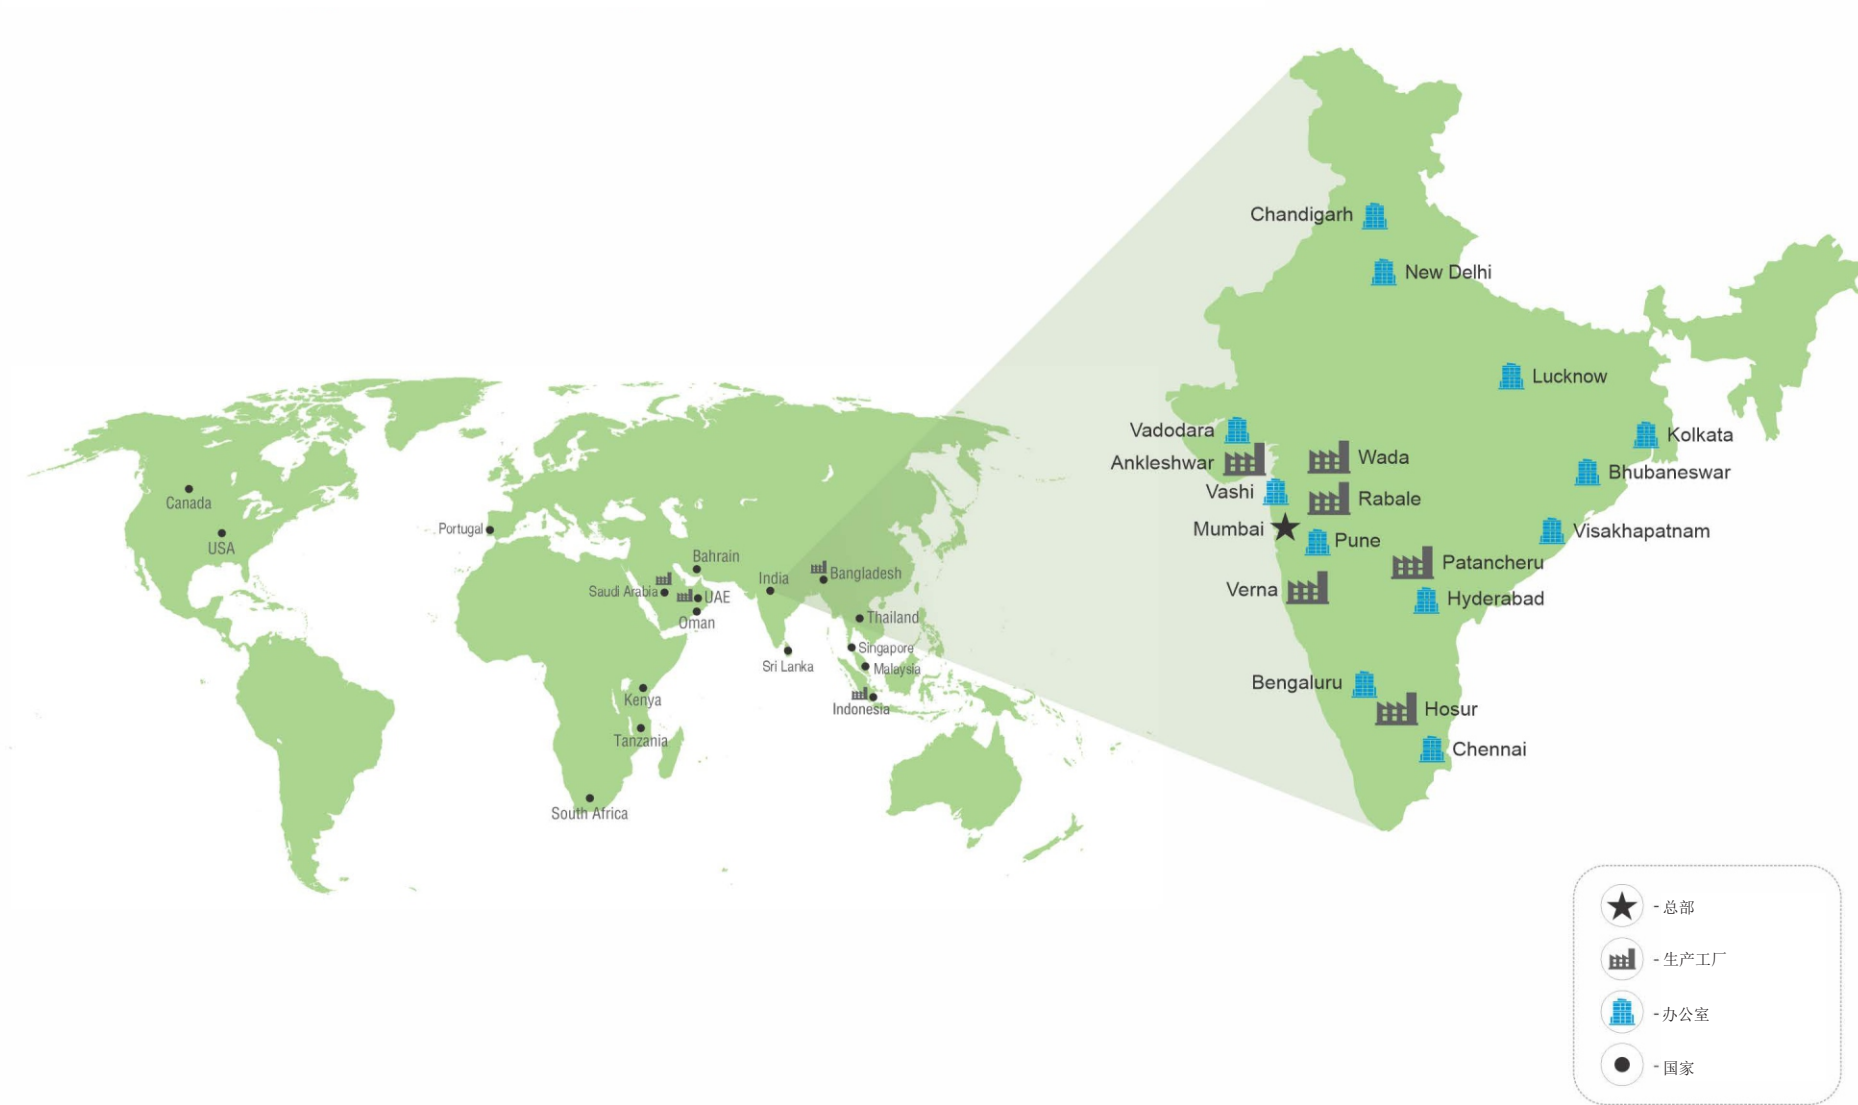 Chandigarh
New Delhi
Lucknow
Vadodara
Kolkata
Ankleshwar
Wada
Bhubaneswar
Vashi
Rabale
Mumbai
Pune
Visakhapatnam
Patancheru
Verna
Hyderabad
Bengaluru
Hosur
Chennai
Canada
USA
Portugal
Bahrain
India
Bangladesh
Saudi Arabia
UAE
Oman
Thailand
Singapore
Sri Lanka
Malaysia
Kenya
Indonesia
Tanzania
South Africa
- 总部
- 生产工厂
- 办公室
- 国家